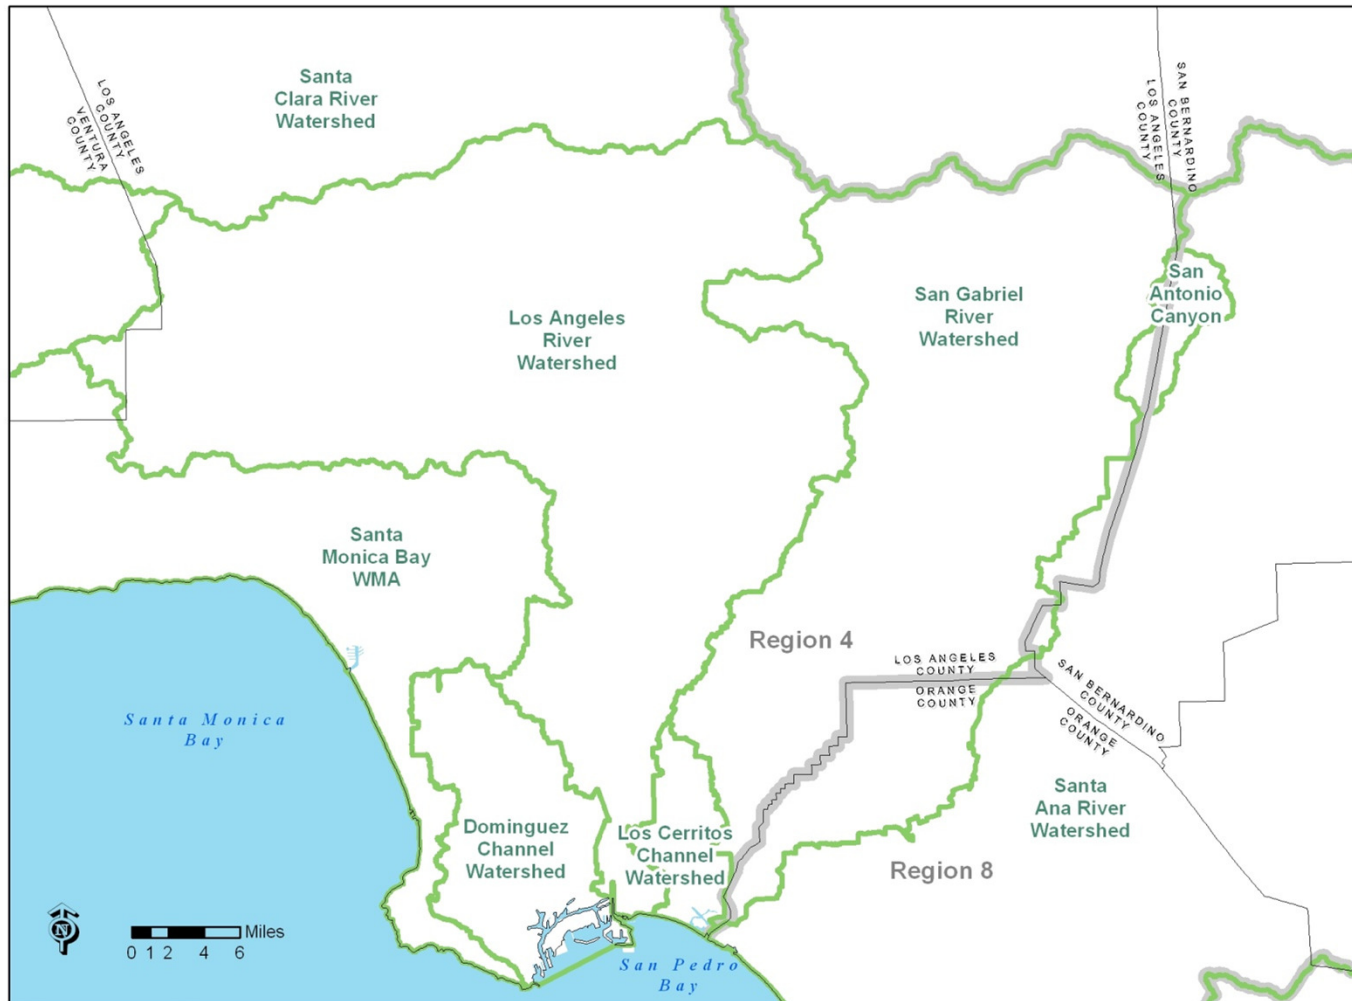 Santa
Clara River
Watershed
LOS ANGELES
COUNTY
VENTURA
COUNTY
SAN BERNARDINO
COUNTY
LOS ANGELES
COUNTY
San
Antonio
Canyon
San Gabriel
River
Watershed
Los Angeles
River
Watershed
Santa
Monica Bay
WMA
Region 4
LOS ANGELES
COUNTY
ORANGE
COUNTY
SAN BERNARDINO
COUNTY
ORANGE
COUNTY
Santa Monica
Bay
Santa
Ana River
Watershed
Dominguez
Channel
Watershed
Los Cerritos
Channel
Watershed
Region 8
N
Miles
0 1 2 4 6
San Pedro
Bay